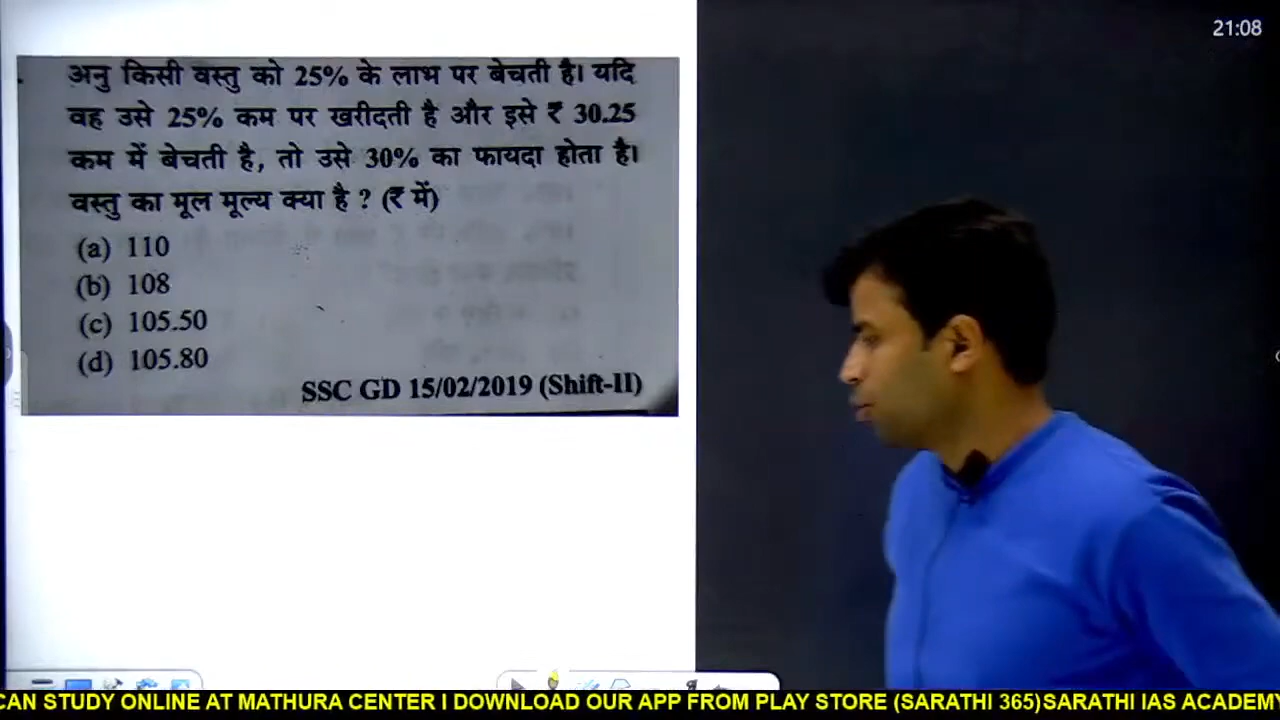 21:08
अनु किसी वस्तु को 25% के लाभ पर बेचती है। यदि
वह उसे 25% कम पर खरीदती है और इसे ₹ 30.25
कम में बेचती है, तो उसे 30% का फायदा होता है।
वस्तु का मूल मूल्य क्या है ? (₹ में)
(a) 110
(b) 108
(c) 105.50
(d) 105.80
SSC GD 15/02/2019 (Shift-II)
CAN STUDY ONLINE AT MATHURA CENTER I DOWNLOAD OUR APP FROM PLAY STORE (SARATHI 365)SARATHI IAS ACADEMY